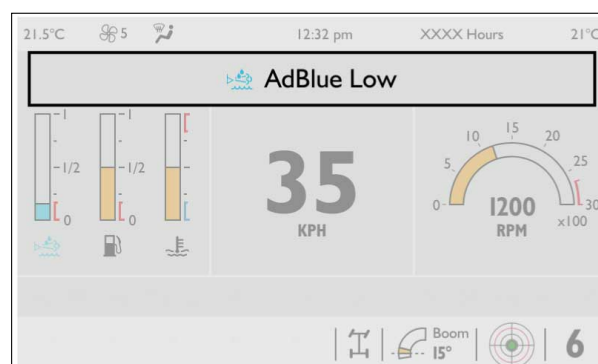 21.5°C 5 12:32 pm XXXX Hours 21°C
AdBlue Low
1 1
1/2 1/2
0 0
35
KPH
0 5 10 15 20 25 30
1200
RPM
x100
Boom
15°
6